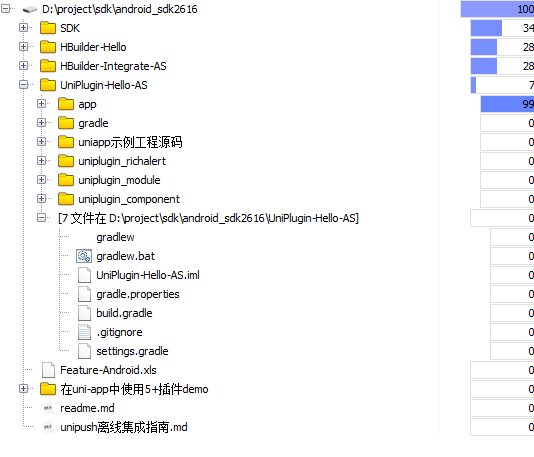 D:\project\sdk\android_sdk2616 100
SDK 34
HBuilder-Hello 28
HBuilder-Integrate-AS 28
UniPlugin-Hello-AS 7
app 99
gradle 0
uniapp示例工程源码 0
uniplugin_richalert 0
uniplugin_module 0
uniplugin_component 0
[7 文件在 D:\project\sdk\android_sdk2616\UniPlugin-Hello-AS] 0
gradlew 0
gradlew.bat 0
UniPlugin-Hello-AS.iml 0
gradle.properties 0
build.gradle 0
.gitignore 0
settings.gradle 0
Feature-Android.xls 0
在uni-app中使用5+插件demo 0
readme.md 0
unipush离线集成指南.md 0